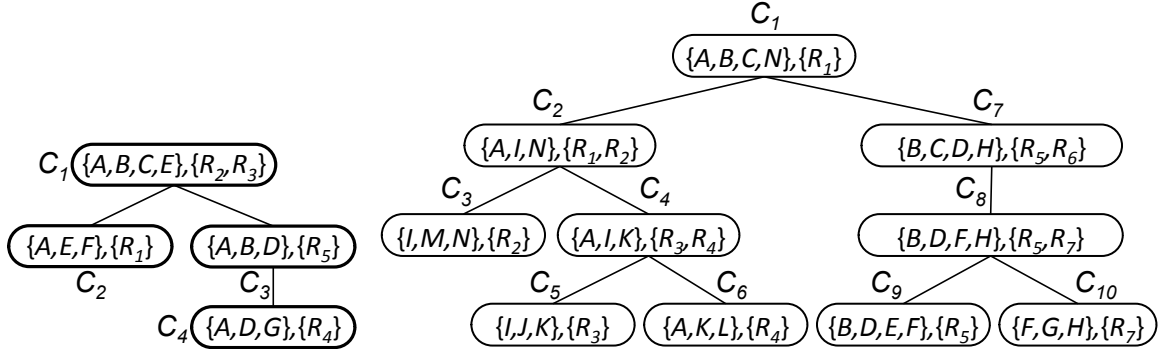 C1
{A,B,C,E},{R2,R3}
{A,E,F},{R1}
C2
{A,B,D},{R5}
C3
C4
{A,D,G},{R4}
C1
{A,B,C,N},{R1}
C2
{A,I,N},{R1,R2}
C7
{B,C,D,H},{R5,R6}
C3
{I,M,N},{R2}
C4
{A,I,K},{R3,R4}
C8
{B,D,F,H},{R5,R7}
C5
{I,J,K},{R3}
C6
{A,K,L},{R4}
C9
{B,D,E,F},{R5}
C10
{F,G,H},{R7}